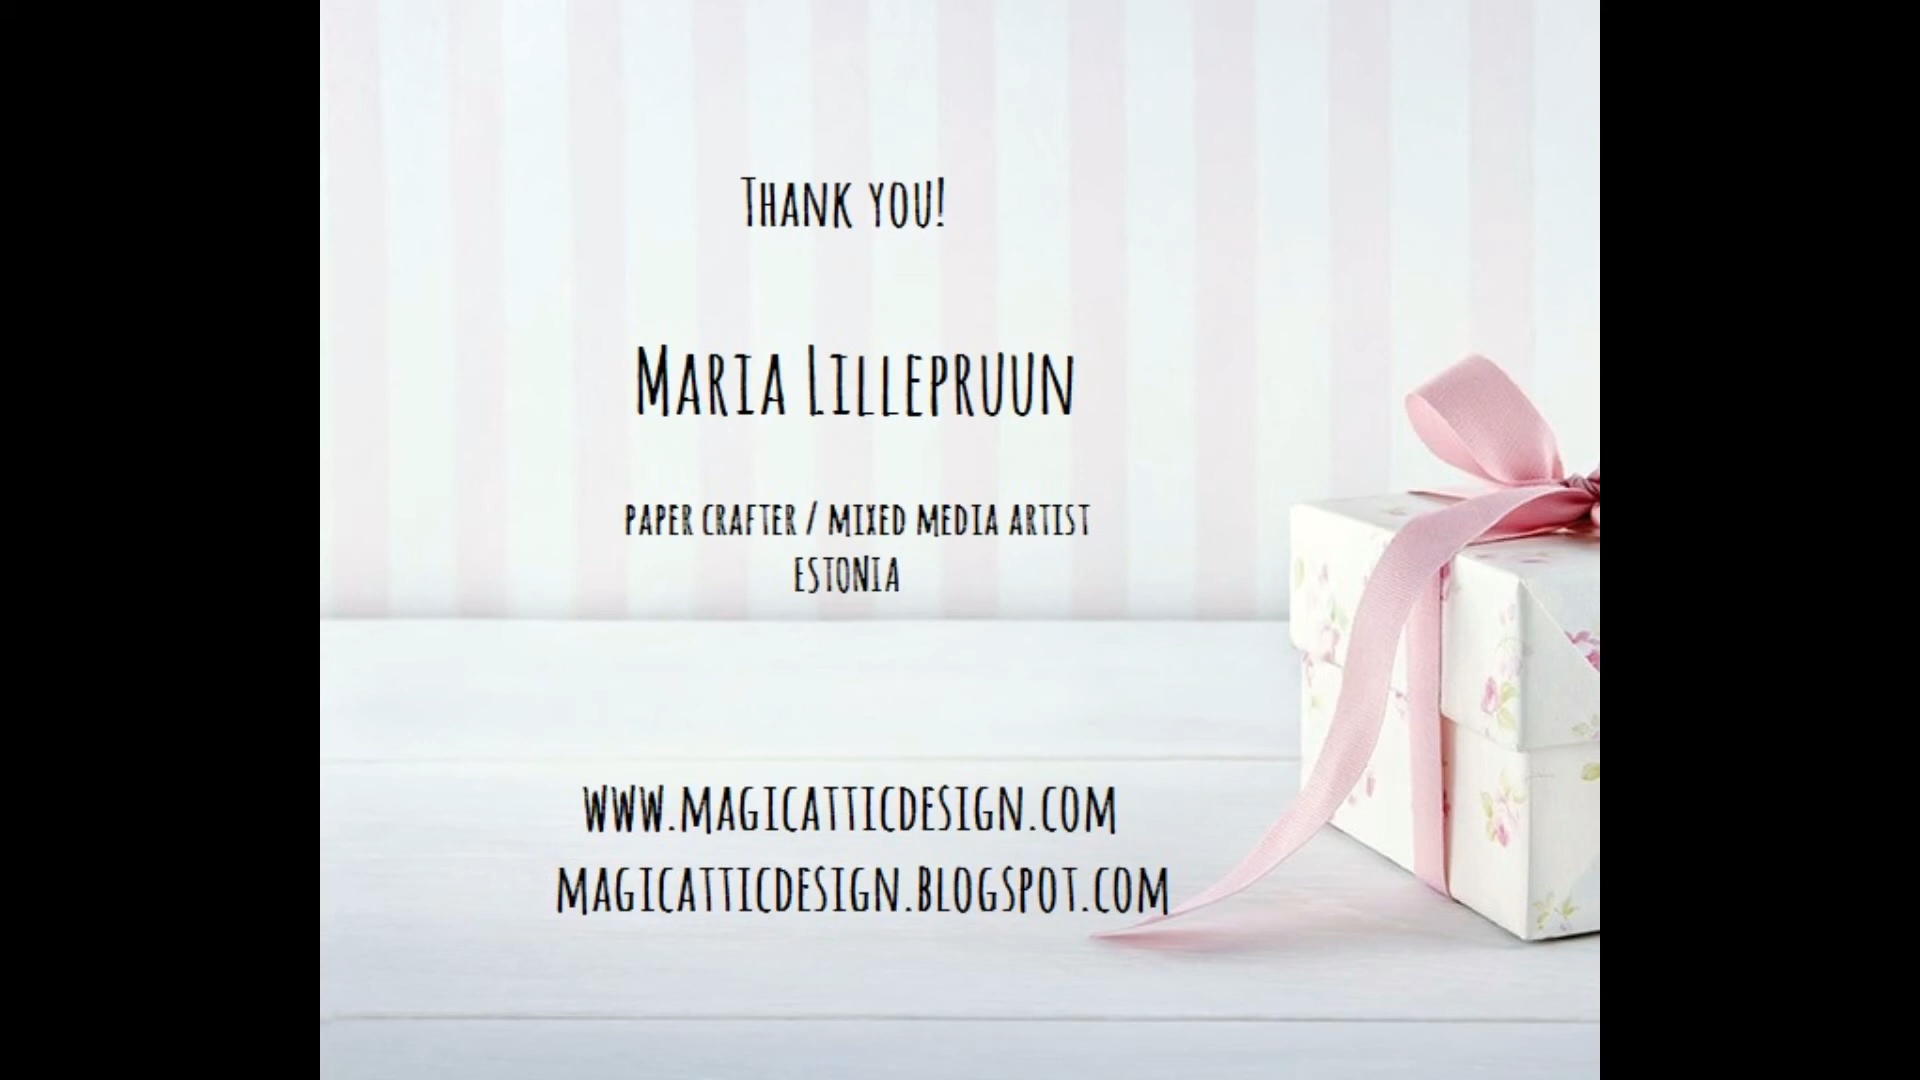 Thank you!
Maria Lillepruun
paper crafter / mixed media artist
Estonia
www.magicatticdesign.com
magicatticdesign.blogspot.com